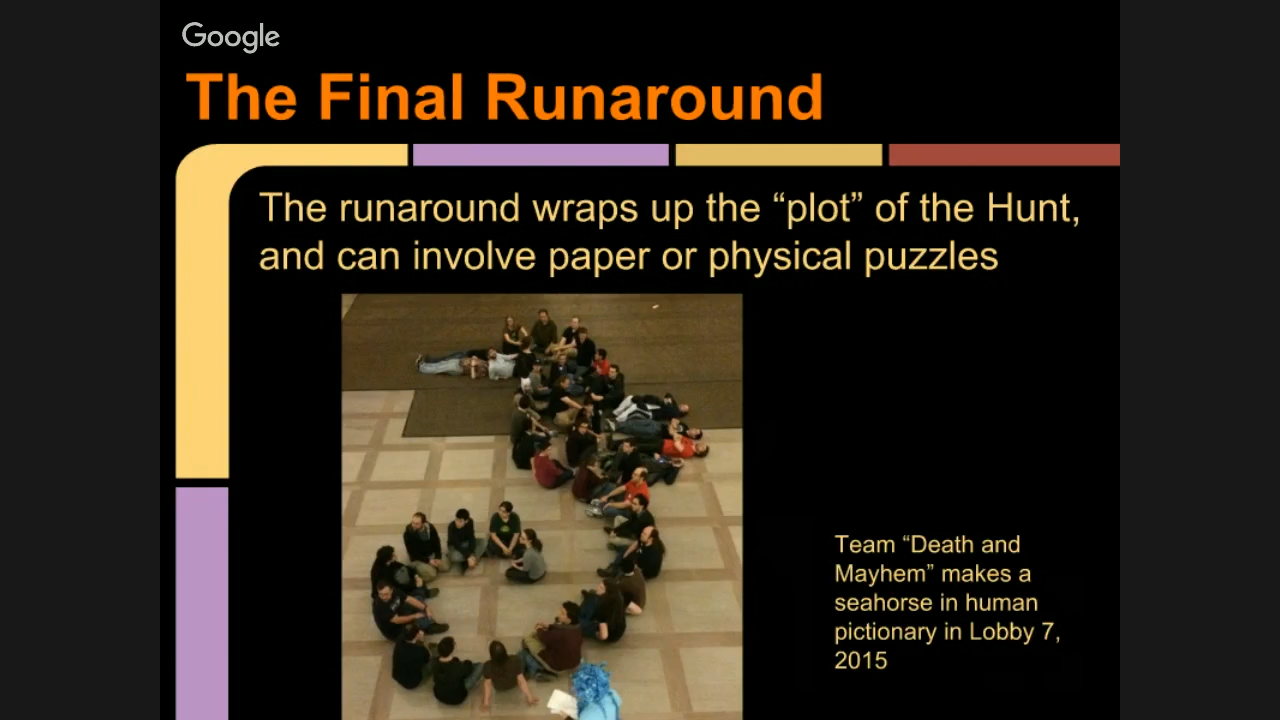 Google
The Final Runaround
The runaround wraps up the “plot” of the Hunt,
and can involve paper or physical puzzles
Team “Death and
Mayhem” makes a
seahorse in human
pictionary in Lobby 7,
2015